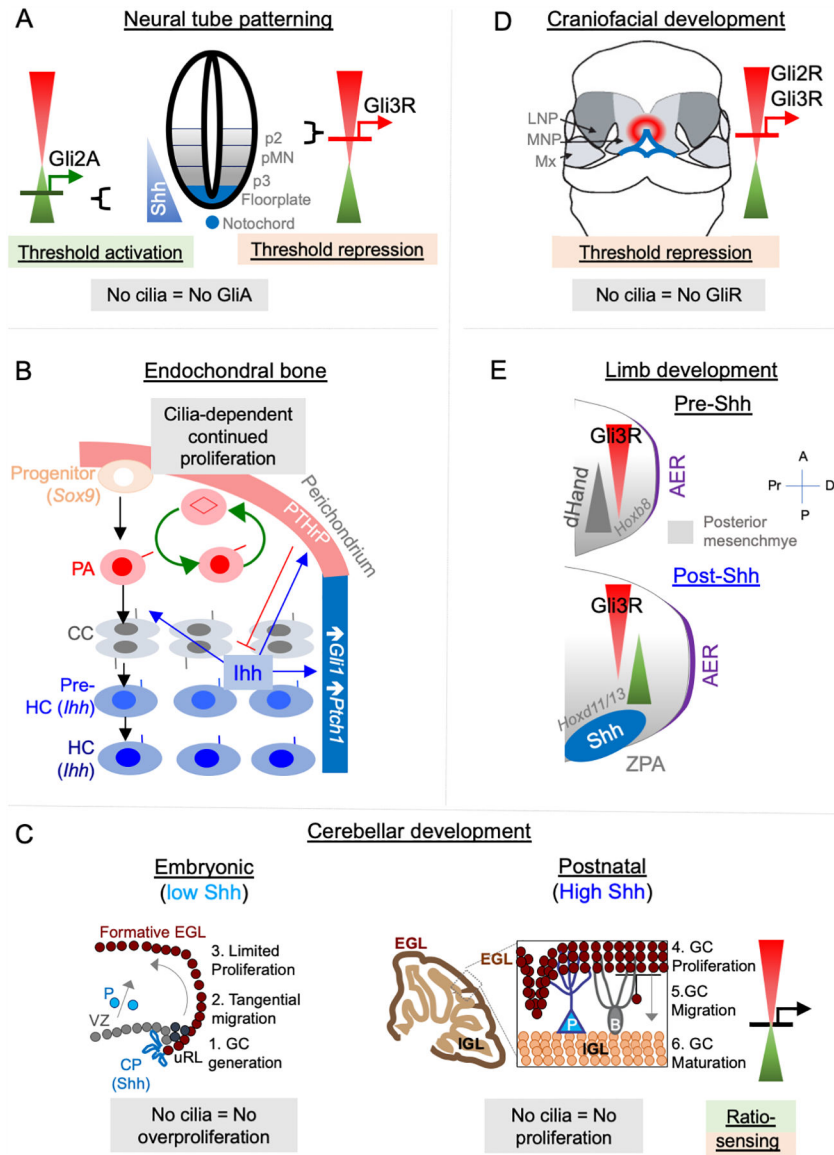 A
Neural tube patterning
Gli2A
Shh
p2
pMN
p3
Floorplate
Notochord
Gli3R
Threshold activation
Threshold repression
No cilia = No GliA
D
Craniofacial development
LNP
MNP
Mx
Gli2R
Gli3R
Threshold repression
No cilia = No GliR
B
Endochondral bone
Cilia-dependent
continued
proliferation
Progenitor
(Sox9)
PTHrP
Perichondrium
PA
CC
Ihh
Pre-
HC (Ihh)
HC
(Ihh)
Gli1
Ptch1
E
Limb development
Pre-Shh
Gli3R
dHand
Hoxb8
AER
A
Pr
D
P
Posterior
mesenchmye
Post-Shh
Gli3R
AER
Hoxd11/13
Shh
ZPA
C
Cerebellar development
Embryonic
(low Shh)
Formative EGL
3. Limited
Proliferation
P
2. Tangential
migration
VZ
1. GC
generation
uRL
CP
(Shh)
No cilia = No
overproliferation
Postnatal
(High Shh)
EGL
IGL
EGL
P
B
IGL
4. GC
Proliferation
5.GC
Migration
6. GC
Maturation
No cilia = No
proliferation
Ratio-
sensing